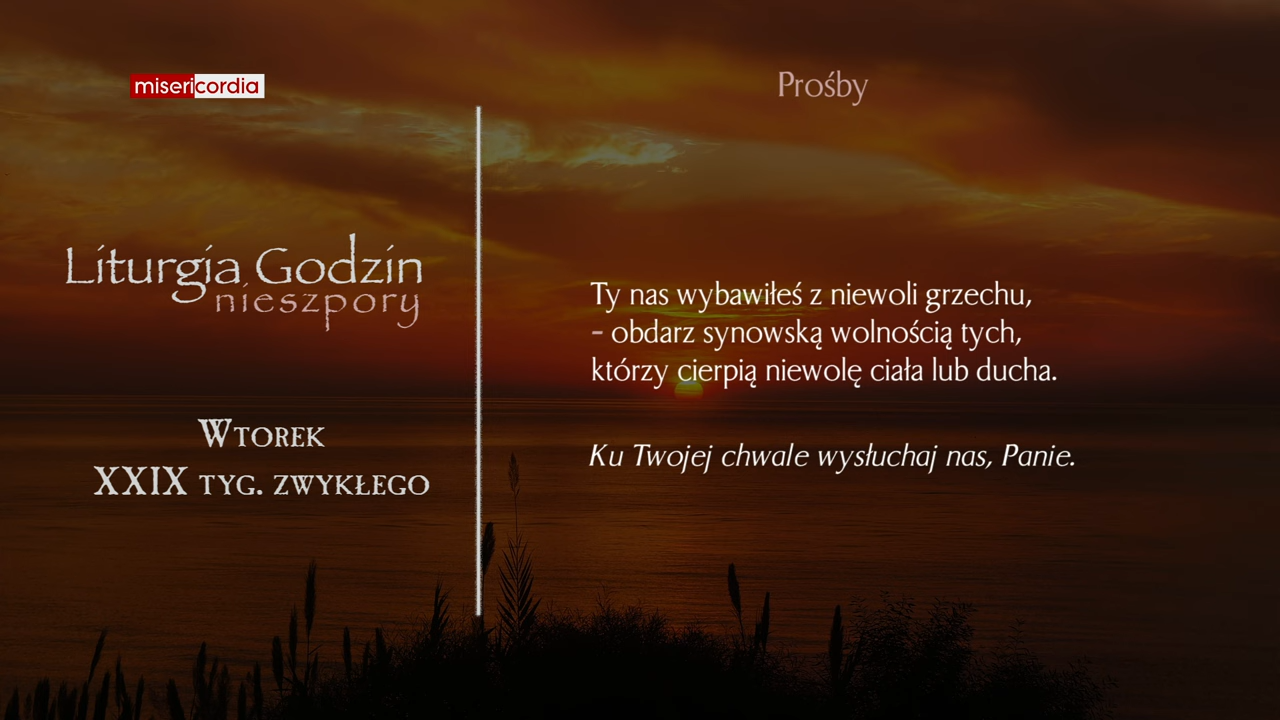 misericordia
Liturgia Godzin
nieszpory
Wtorek
XXIX tyg. zwykłego
Prośby
Ty nas wybawiłeś z niewoli grzechu,
- obdarz synowską wolnością tych,
którzy cierpią niewolę ciała lub ducha.
Ku Twojej chwale wysłuchaj nas, Panie.